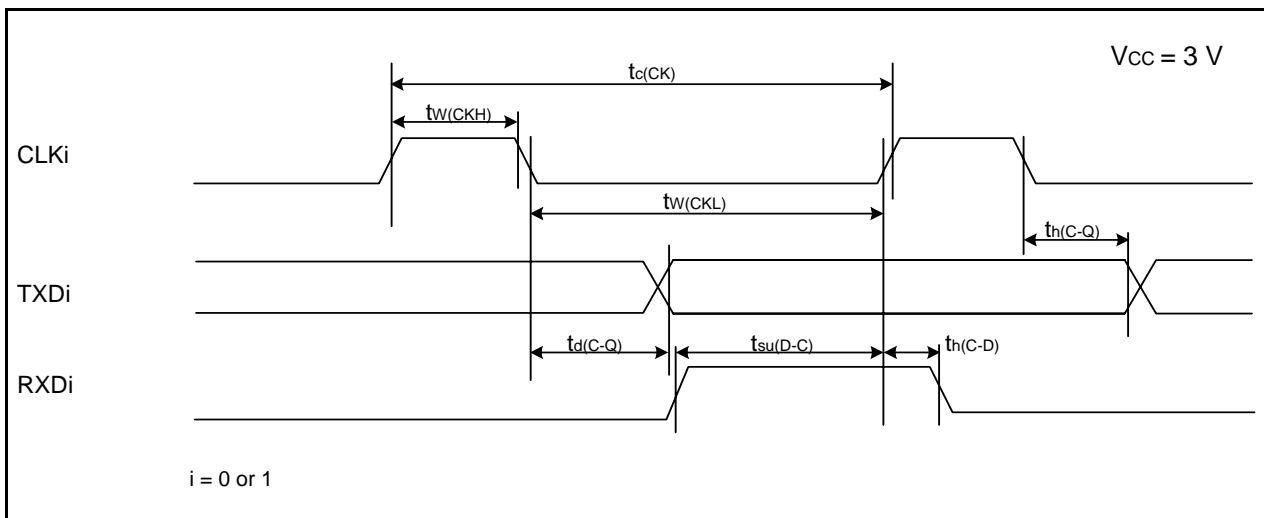 VCC = 3 V
tc(CK)
tW(CKH)
CLKi
tW(CKL)
th(C-Q)
TXDi
td(C-Q)
tsu(D-C)
th(C-D)
RXDi
i = 0 or 1